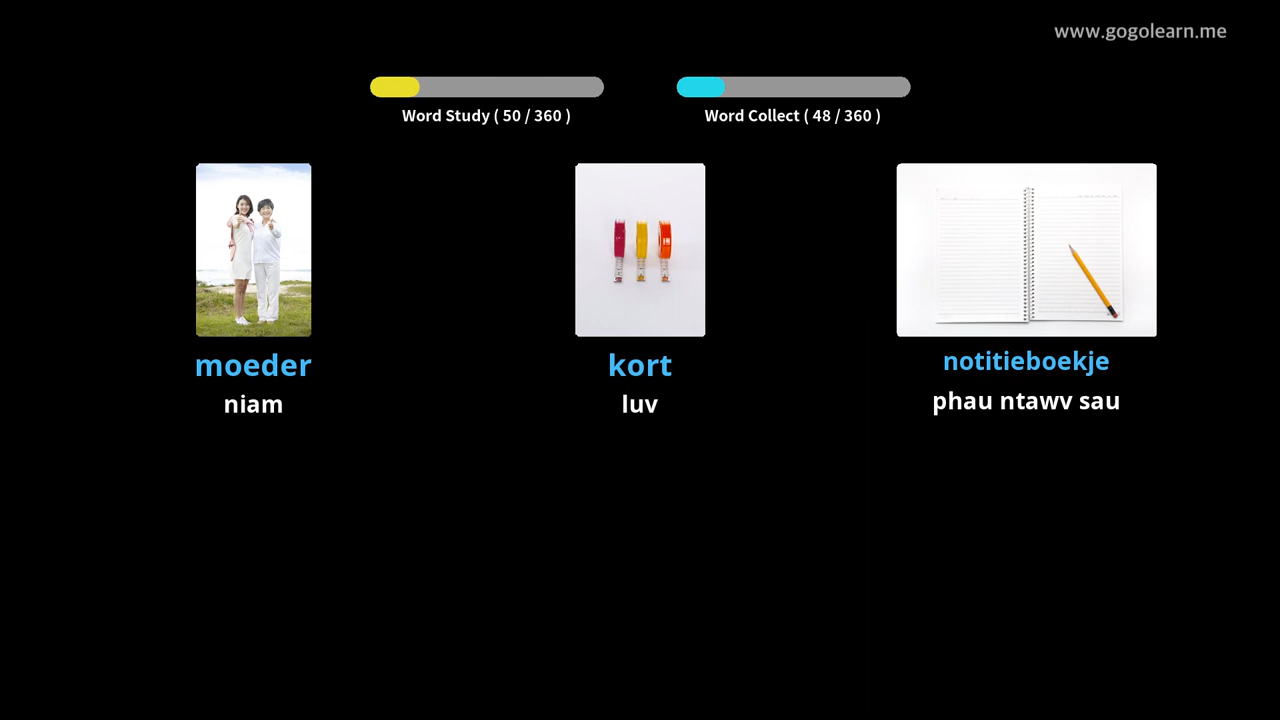 www.gogolearn.me
Word Study ( 50 / 360 )
Word Collect ( 48 / 360 )
moeder
niam
kort
luv
notitieboekje
phau ntawv sau